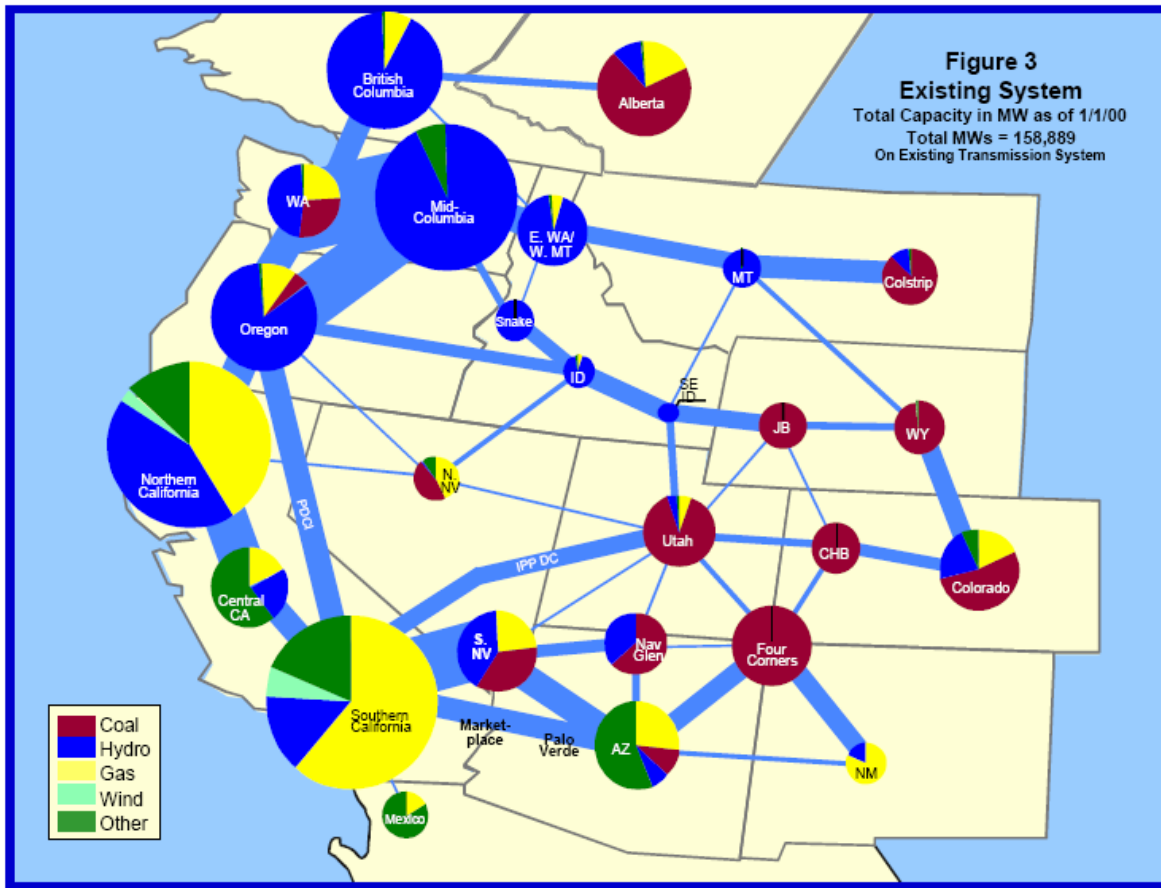 Figure 3
Existing System
Total Capacity in MW as of 1/1/00
Total MWs = 158,889
On Existing Transmission System
British
Columbia
Alberta
WA
Mid-
Columbia
E. WA/
W. MT
MT
Colstrip
Oregon
Snake
ID
SE
ID
JB
WY
Northern
California
N.
NV
PDCI
IPP DC
Utah
CHB
Colorado
Central
CA
S.
NV
Nav
Glen
Four
Corners
Southern
California
Market-
place
Palo
Verde
AZ
NM
Mexico
Coal
Hydro
Gas
Wind
Other